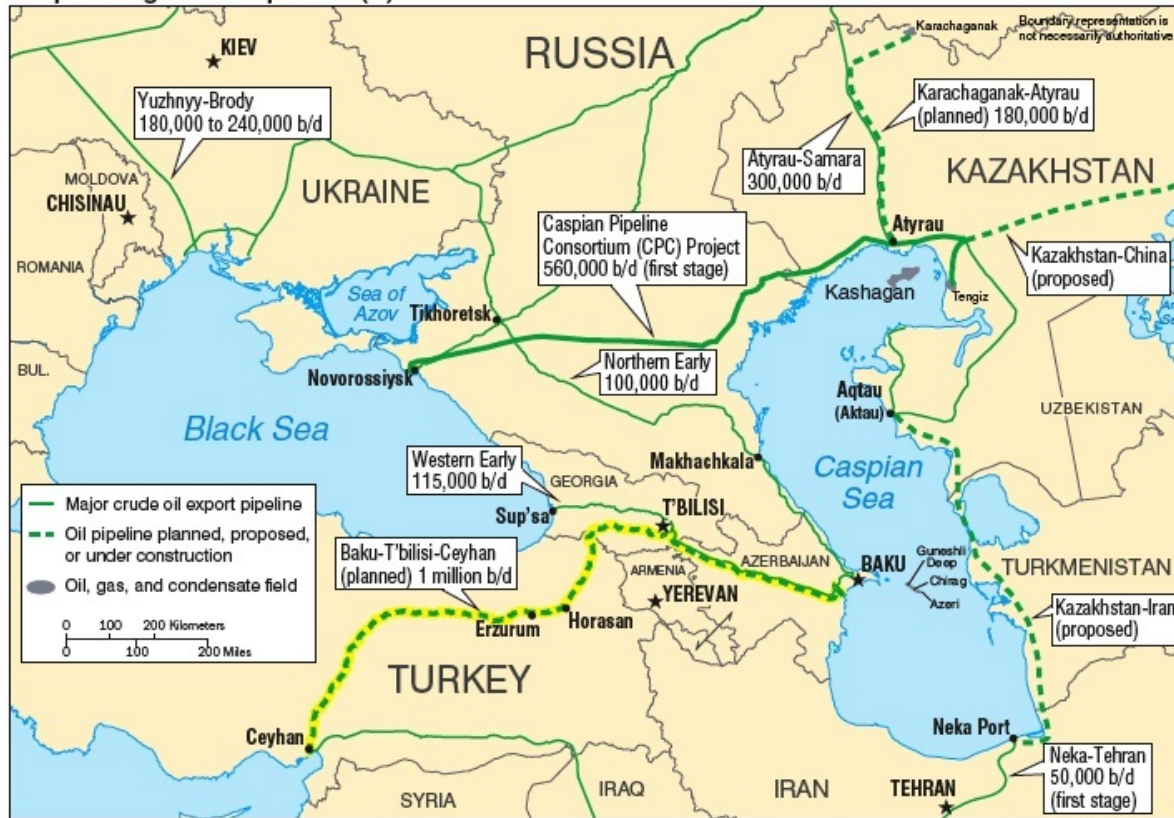 KIEV
RUSSIA
Karachaganak
Boundary representation is
not necessarily authoritative
Yuzhnyy-Brody
180,000 to 240,000 b/d
Karachaganak-Atyrau
(planned) 180,000 b/d
MOLDOVA
CHISINAU
UKRAINE
Atyrau-Samara
300,000 b/d
KAZAKHSTAN
Caspian Pipeline
Consortium (CPC) Project
560,000 b/d (first stage)
Atyrau
ROMANIA
Kazakhstan-China
(proposed)
Sea of
Azov
Kashagan
Tengiz
Tikhoretsk
BUL.
Novorossiysk
Northern Early
100,000 b/d
Aqtau
(Aktau)
UZBEKISTAN
Black Sea
Makhachkala
Caspian
Sea
Western Early
115,000 b/d
GEORGIA
Sup'sa
T'BILISI
Major crude oil export pipeline
Oil pipeline planned, proposed,
or under construction
Oil, gas, and condensate field
0 100 200 Kilometers
0 100 200 Miles
Baku-T'bilisi-Ceyhan
(planned) 1 million b/d
ARMENIA
AZERBAIJAN
BAKU
Guneshli
Deep
Chirag
Azeri
TURKMENISTAN
YEREVAN
Erzurum
Horasan
Kazakhstan-Iran
(proposed)
TURKEY
Ceyhan
Neka Port
Neka-Tehran
50,000 b/d
(first stage)
SYRIA
IRAQ
IRAN
TEHRAN